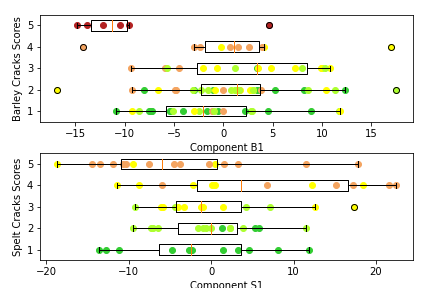 Barley Cracks Scores
5
4
3
2
1
−15 −10 −5 0 5 10 15
Component B1
Spelt Cracks Scores
5
4
3
2
1
−20 −10 0 10 20
Component S1